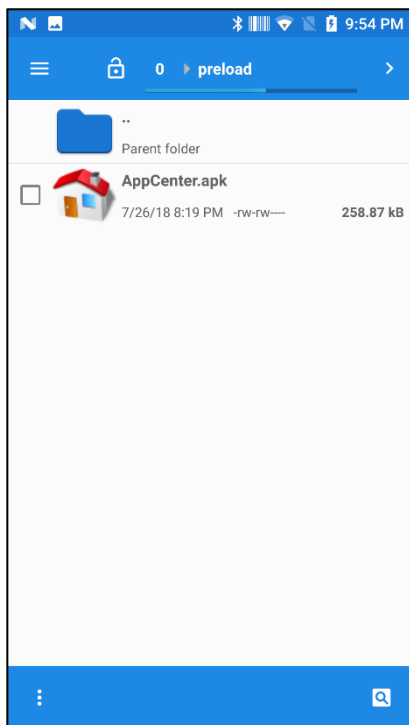 9:54 PM
0 preload
..
Parent folder
AppCenter.apk
7/26/18 8:19 PM -rw-rw---- 258.87 kB